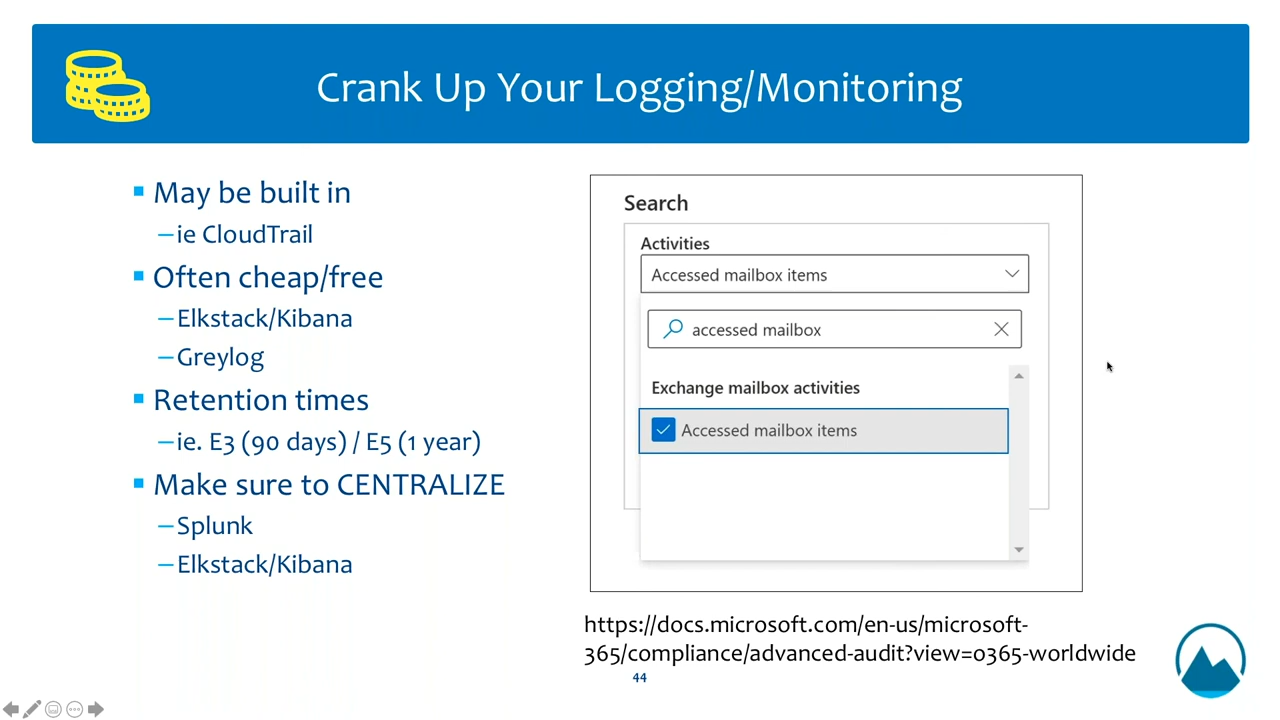 Crank Up Your Logging/Monitoring
May be built in
–ie CloudTrail
Often cheap/free
–Elkstack/Kibana
–Greylog
Retention times
–ie. E3 (90 days) / E5 (1 year)
Make sure to CENTRALIZE
–Splunk
–Elkstack/Kibana
Search
Activities
Accessed mailbox items
accessed mailbox
Exchange mailbox activities
Accessed mailbox items
https://docs.microsoft.com/en-us/microsoft-
365/compliance/advanced-audit?view=o365-worldwide
44